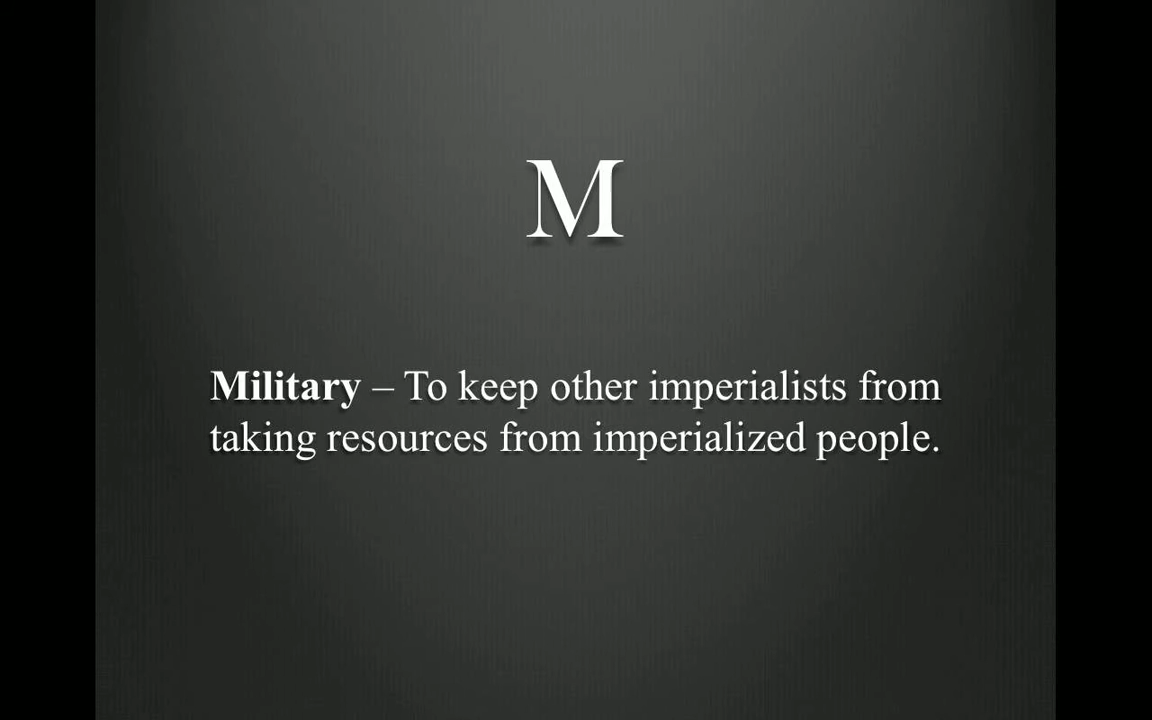 M
Military – To keep other imperialists from
taking resources from imperialized people.